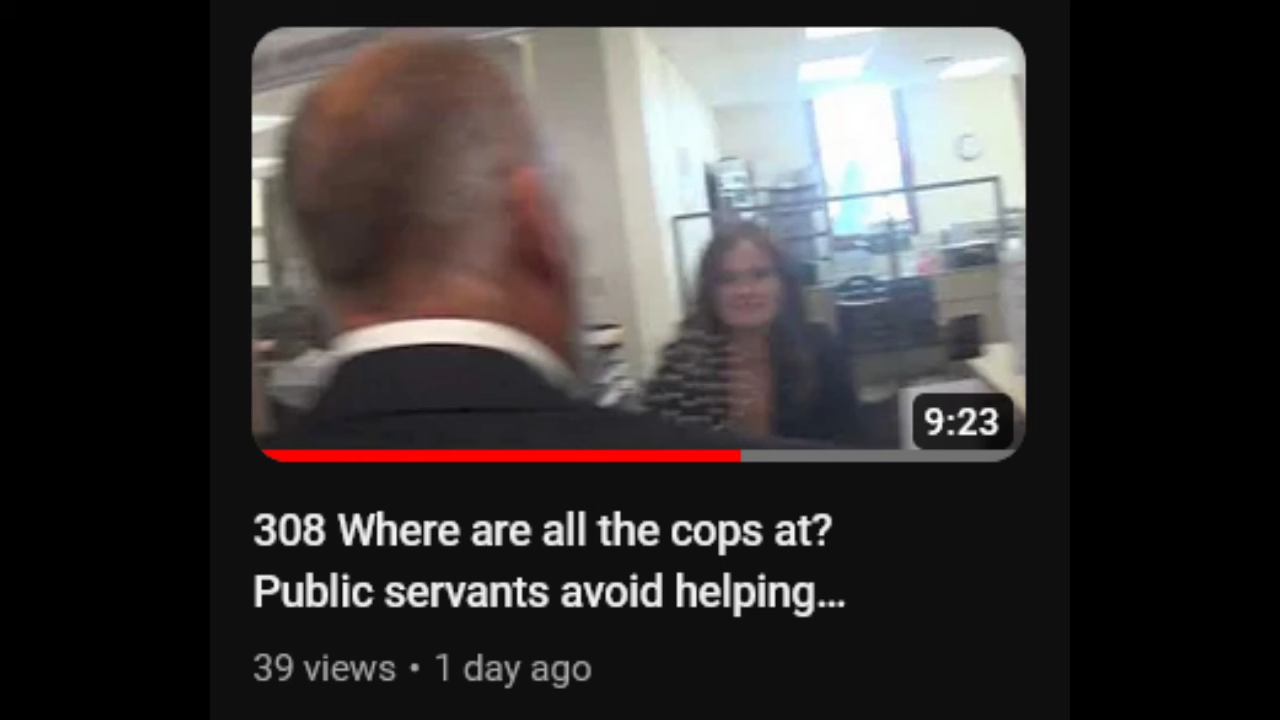 9:23
308 Where are all the cops at?
Public servants avoid helping...
39 views • 1 day ago